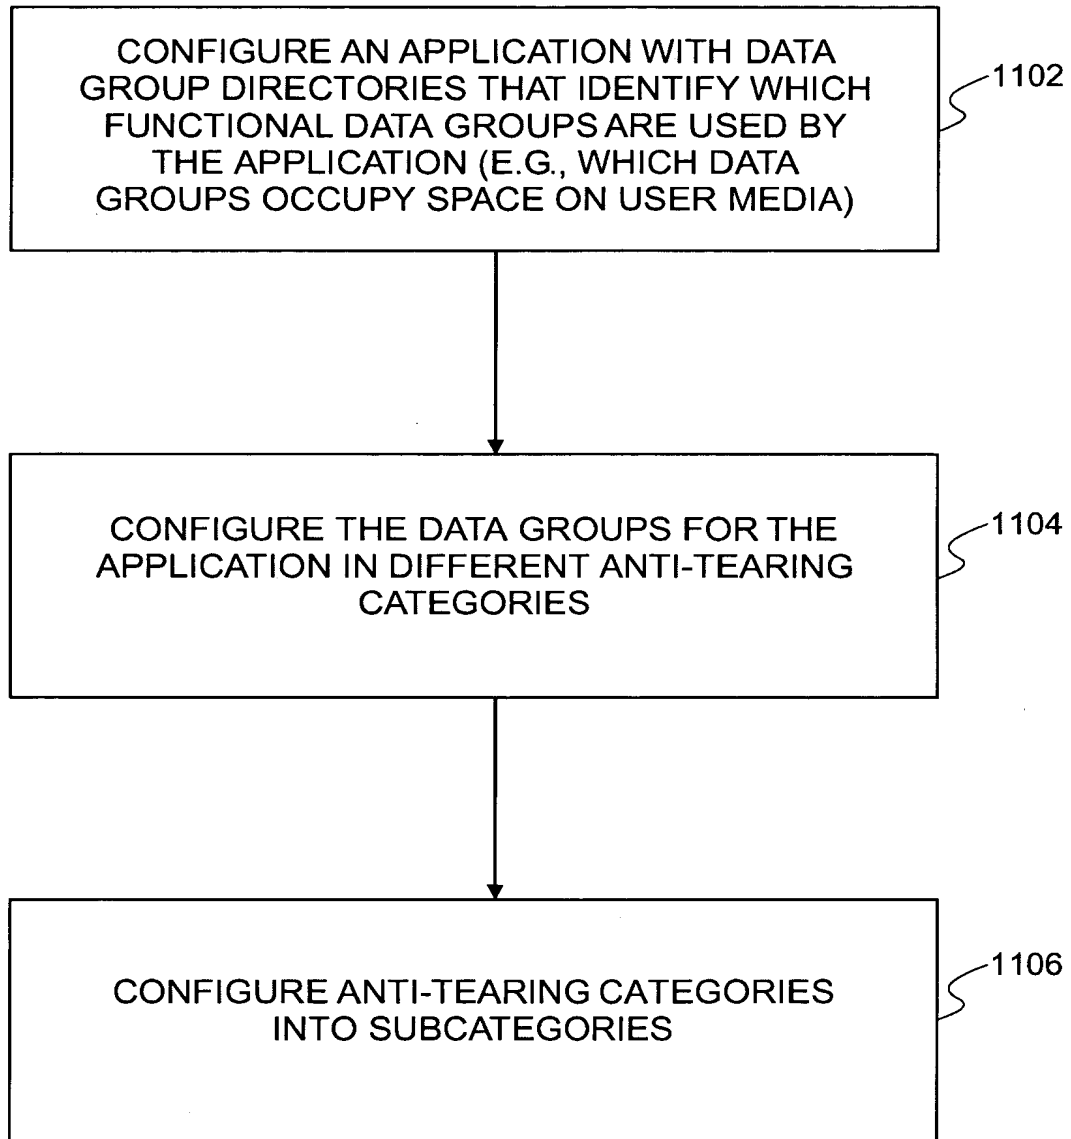 CONFIGURE AN APPLICATION WITH DATA
GROUP DIRECTORIES THAT IDENTIFY WHICH
FUNCTIONAL DATA GROUPS ARE USED BY
THE APPLICATION (E.G., WHICH DATA
GROUPS OCCUPY SPACE ON USER MEDIA)
1102
CONFIGURE THE DATA GROUPS FOR THE
APPLICATION IN DIFFERENT ANTI-TEARING
CATEGORIES
1104
CONFIGURE ANTI-TEARING CATEGORIES
INTO SUBCATEGORIES
1106